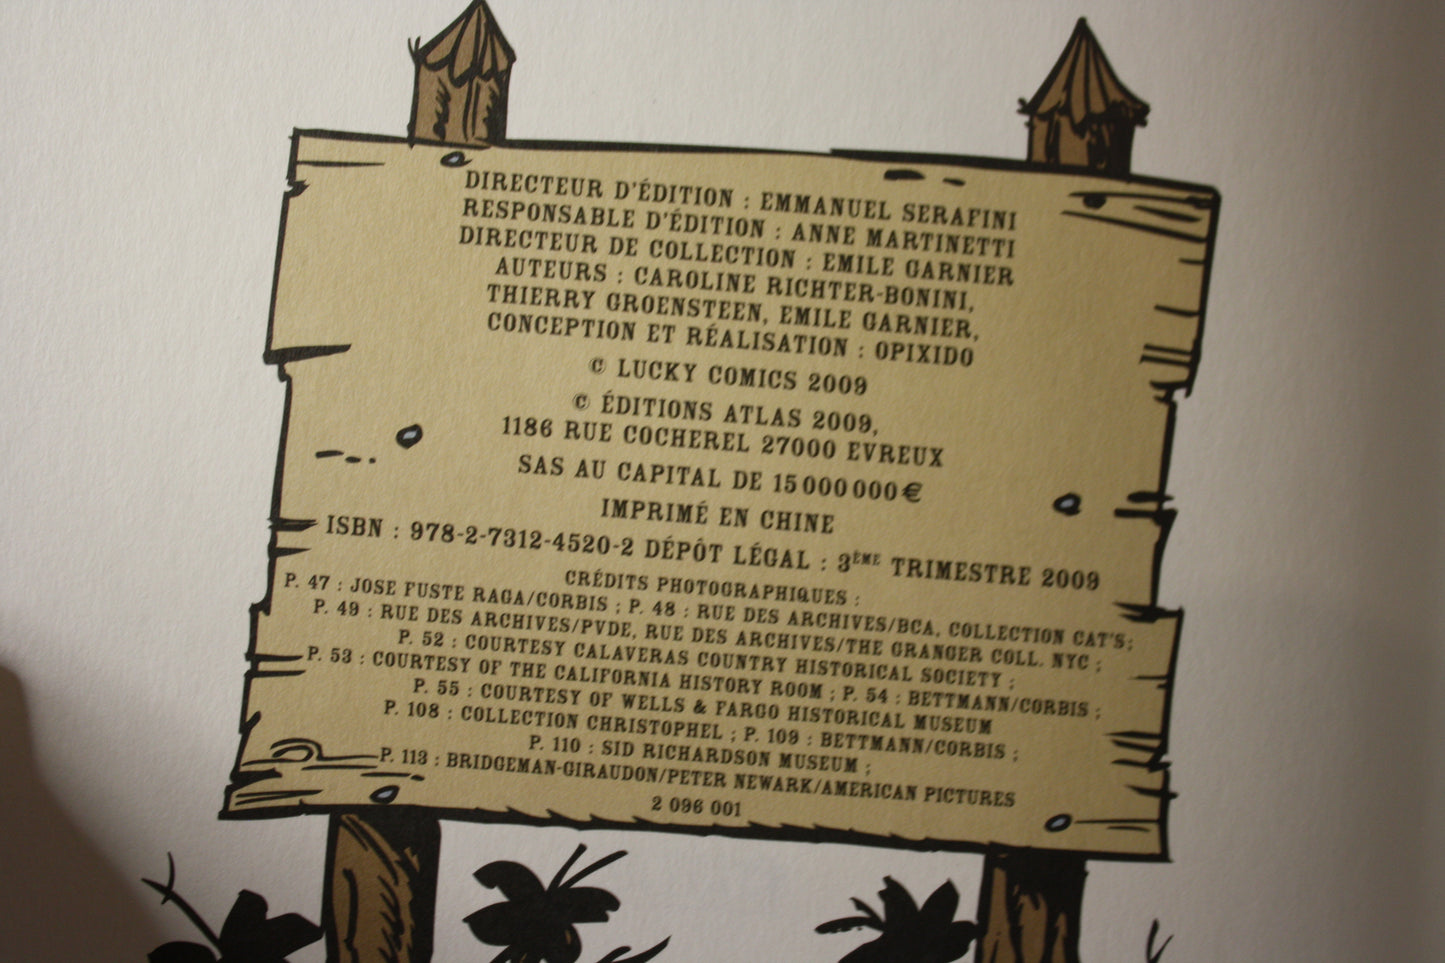 DIRECTEUR D'ÉDITION : EMMANUEL SERAFINI
RESPONSABLE D'ÉDITION : ANNE MARTINETTI
DIRECTEUR DE COLLECTION : EMILE GARNIER
AUTEURS : CAROLINE RICHTER-BONINI,
THIERRY GROENSTEEN, EMILE GARNIER,
CONCEPTION ET RÉALISATION : OPIXIDO
© LUCKY COMICS 2009
© ÉDITIONS ATLAS 2009,
1186 RUE COCHEREL 27000 EVREUX
SAS AU CAPITAL DE 15 000 000 €
IMPRIMÉ EN CHINE
ISBN : 978-2-7312-4520-2 DÉPÔT LÉGAL : 3ÈME TRIMESTRE 2009
CRÉDITS PHOTOGRAPHIQUES :
P. 47 : JOSE FUSTE RAGA/CORBIS ; P. 48 : RUE DES ARCHIVES/BCA, COLLECTION CAT'S ;
P. 49 : RUE DES ARCHIVES/PVDE, RUE DES ARCHIVES/THE GRANGER COLL. NYC ;
P. 52 : COURTESY CALAVERAS COUNTRY HISTORICAL SOCIETY ;
P. 53 : COURTESY OF THE CALIFORNIA HISTORY ROOM ; P. 54 : BETTMANN/CORBIS ;
P. 55 : COURTESY OF WELLS & FARGO HISTORICAL MUSEUM
P. 108 : COLLECTION CHRISTOPHEL ; P. 109 : BETTMANN/CORBIS ;
P. 110 : SID RICHARDSON MUSEUM ;
P. 113 : BRIDGEMAN-GIRAUDON/PETER NEWARK/AMERICAN PICTURES
2 096 001